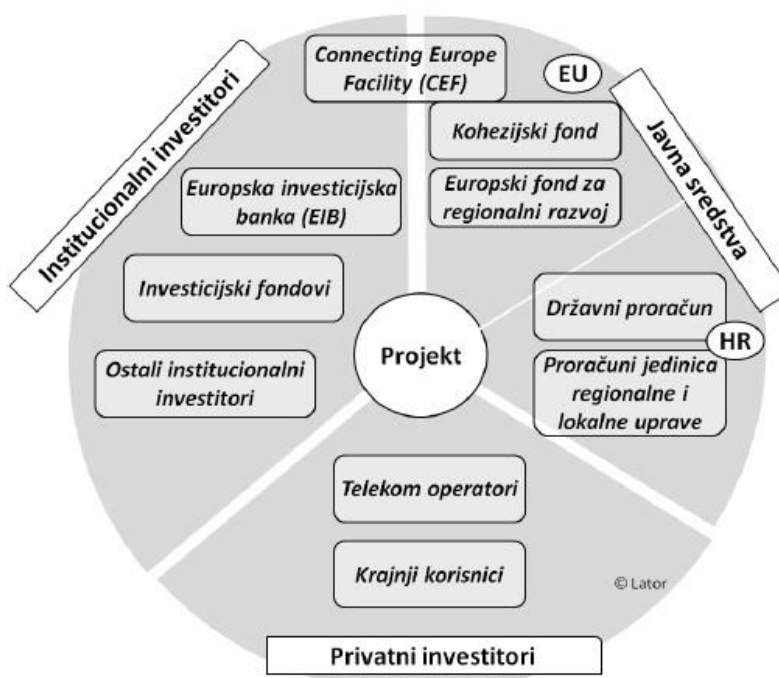 Institucionalni investitori
Connecting Europe
Facility (CEF)
Europska investicijska
banka (EIB)
Investicijski fondovi
Ostali institucionalni
investitori
EU
Javna sredstva
Kohezijski fond
Europski fond za
regionalni razvoj
Državni proračun
HR
Proračuni jedinica
regionalne i
lokalne uprave
Projekt
Telekom operatori
Krajnji korisnici
© Lator
Privatni investitori